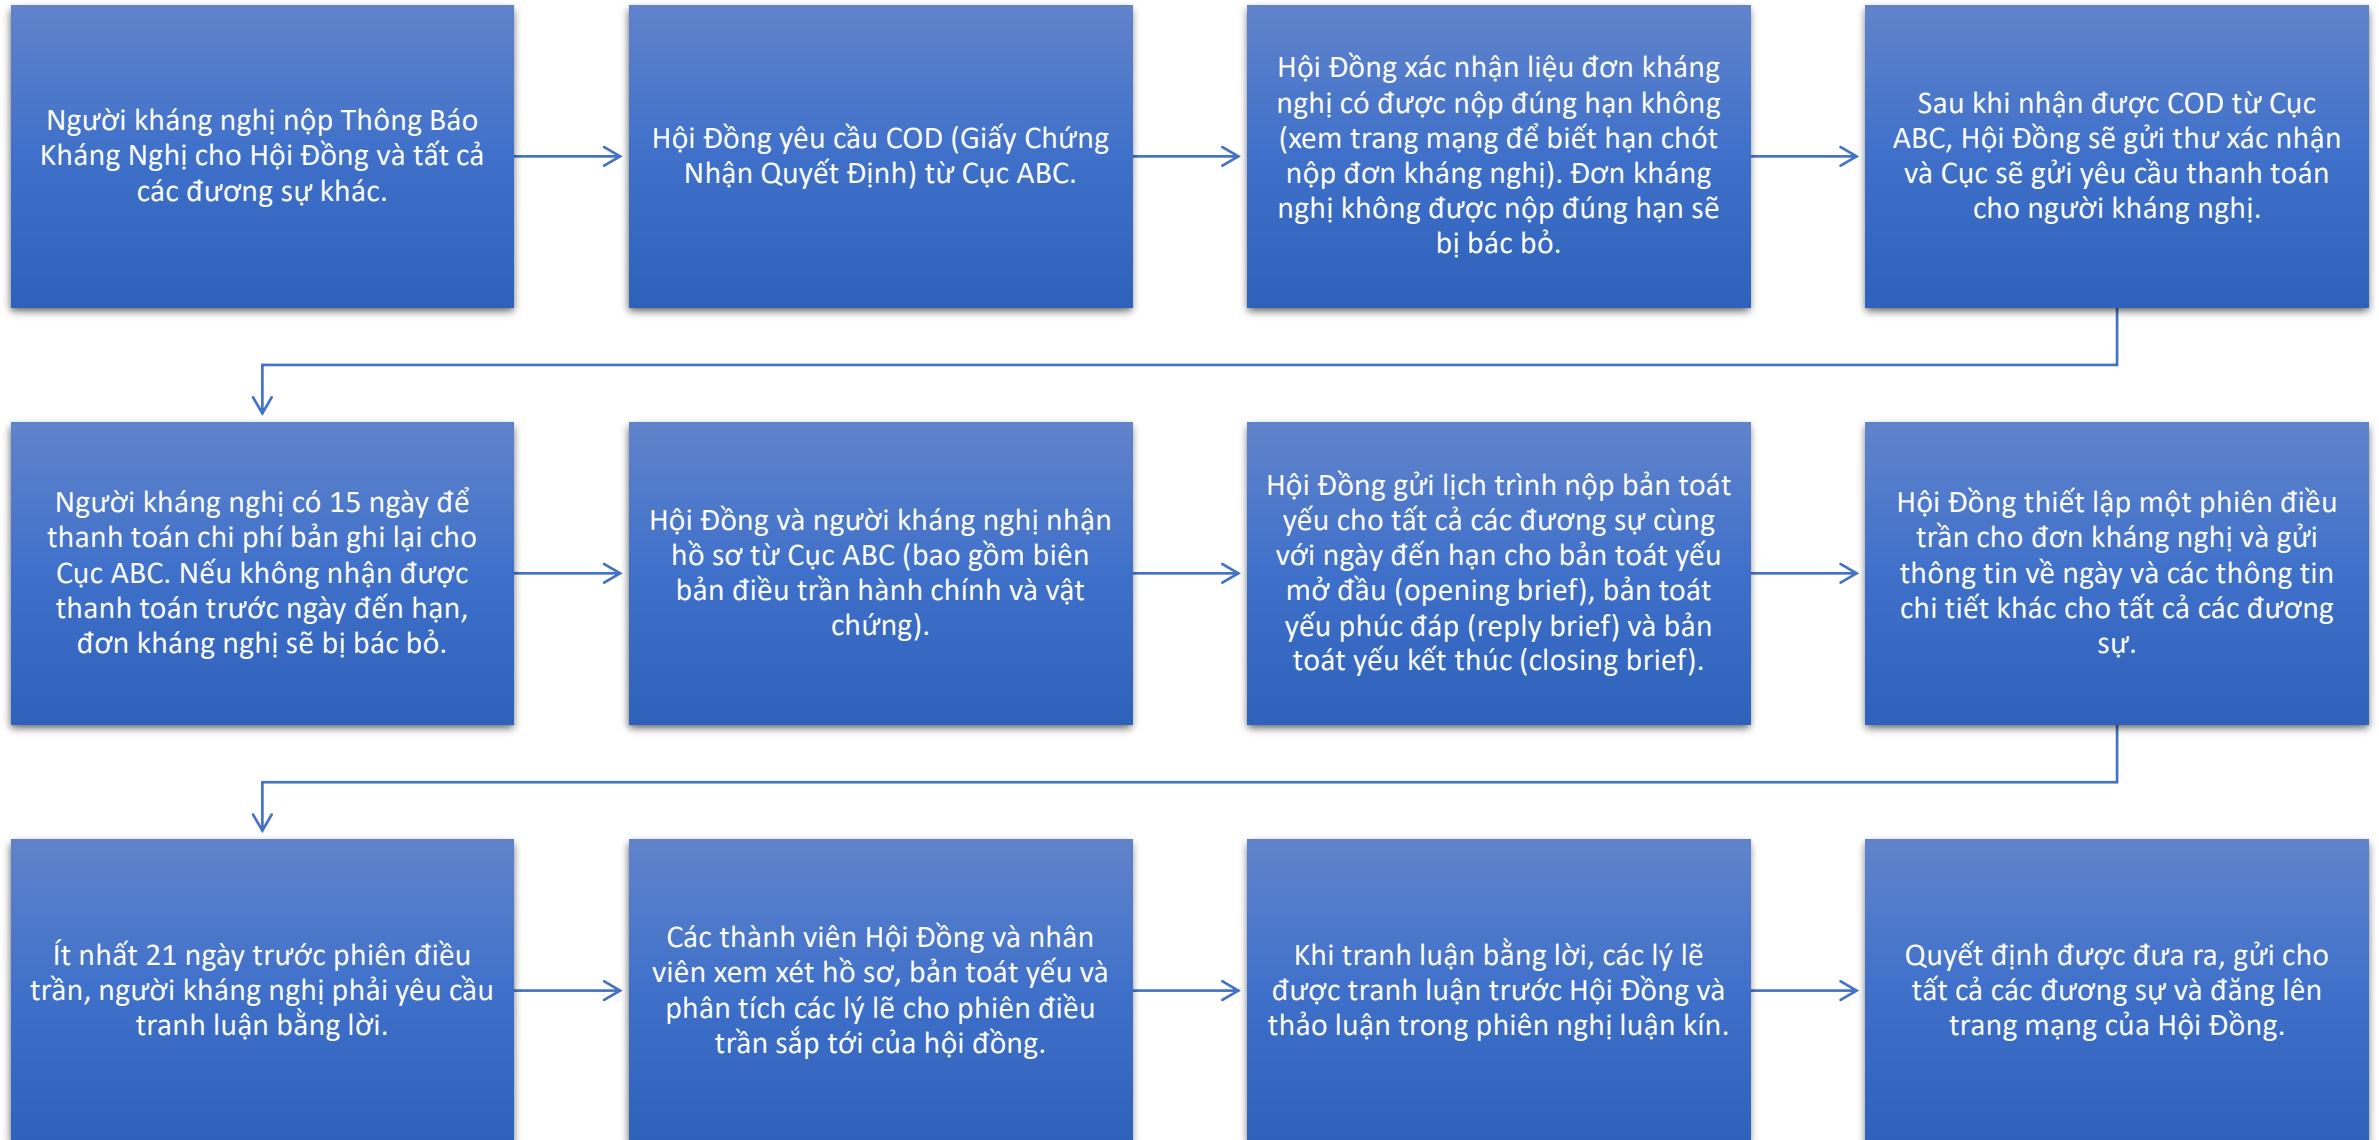 Người kháng nghị nộp Thông Báo
Kháng Nghị cho Hội Đồng và tất cả
các đương sự khác.
Hội Đồng yêu cầu COD (Giấy Chứng
Nhận Quyết Định) từ Cục ABC.
Hội Đồng xác nhận liệu đơn kháng
nghị có được nộp đúng hạn không
(xem trang mạng để biết hạn chót
nộp đơn kháng nghị). Đơn kháng
nghị không được nộp đúng hạn sẽ
bị bác bỏ.
Sau khi nhận được COD từ Cục
ABC, Hội Đồng sẽ gửi thư xác nhận
và Cục sẽ gửi yêu cầu thanh toán
cho người kháng nghị.
Người kháng nghị có 15 ngày để
thanh toán chi phí bản ghi lại cho
Cục ABC. Nếu không nhận được
thanh toán trước ngày đến hạn,
đơn kháng nghị sẽ bị bác bỏ.
Hội Đồng và người kháng nghị nhận
hồ sơ từ Cục ABC (bao gồm biên
bản điều trần hành chính và vật
chứng).
Hội Đồng gửi lịch trình nộp bản toát
yếu cho tất cả các đương sự cùng
với ngày đến hạn cho bản toát yếu
mở đầu (opening brief), bản toát
yếu phúc đáp (reply brief) và bản
toát yếu kết thúc (closing brief).
Hội Đồng thiết lập một phiên điều
trần cho đơn kháng nghị và gửi
thông tin về ngày và các thông tin
chi tiết khác cho tất cả các đương
sự.
Ít nhất 21 ngày trước phiên điều
trần, người kháng nghị phải yêu cầu
tranh luận bằng lời.
Các thành viên Hội Đồng và nhân
viên xem xét hồ sơ, bản toát yếu và
phân tích các lý lẽ cho phiên điều
trần sắp tới của hội đồng.
Khi tranh luận bằng lời, các lý lẽ
được tranh luận trước Hội Đồng và
thảo luận trong phiên nghị luận kín.
Quyết định được đưa ra, gửi cho
tất cả các đương sự và đăng lên
trang mạng của Hội Đồng.